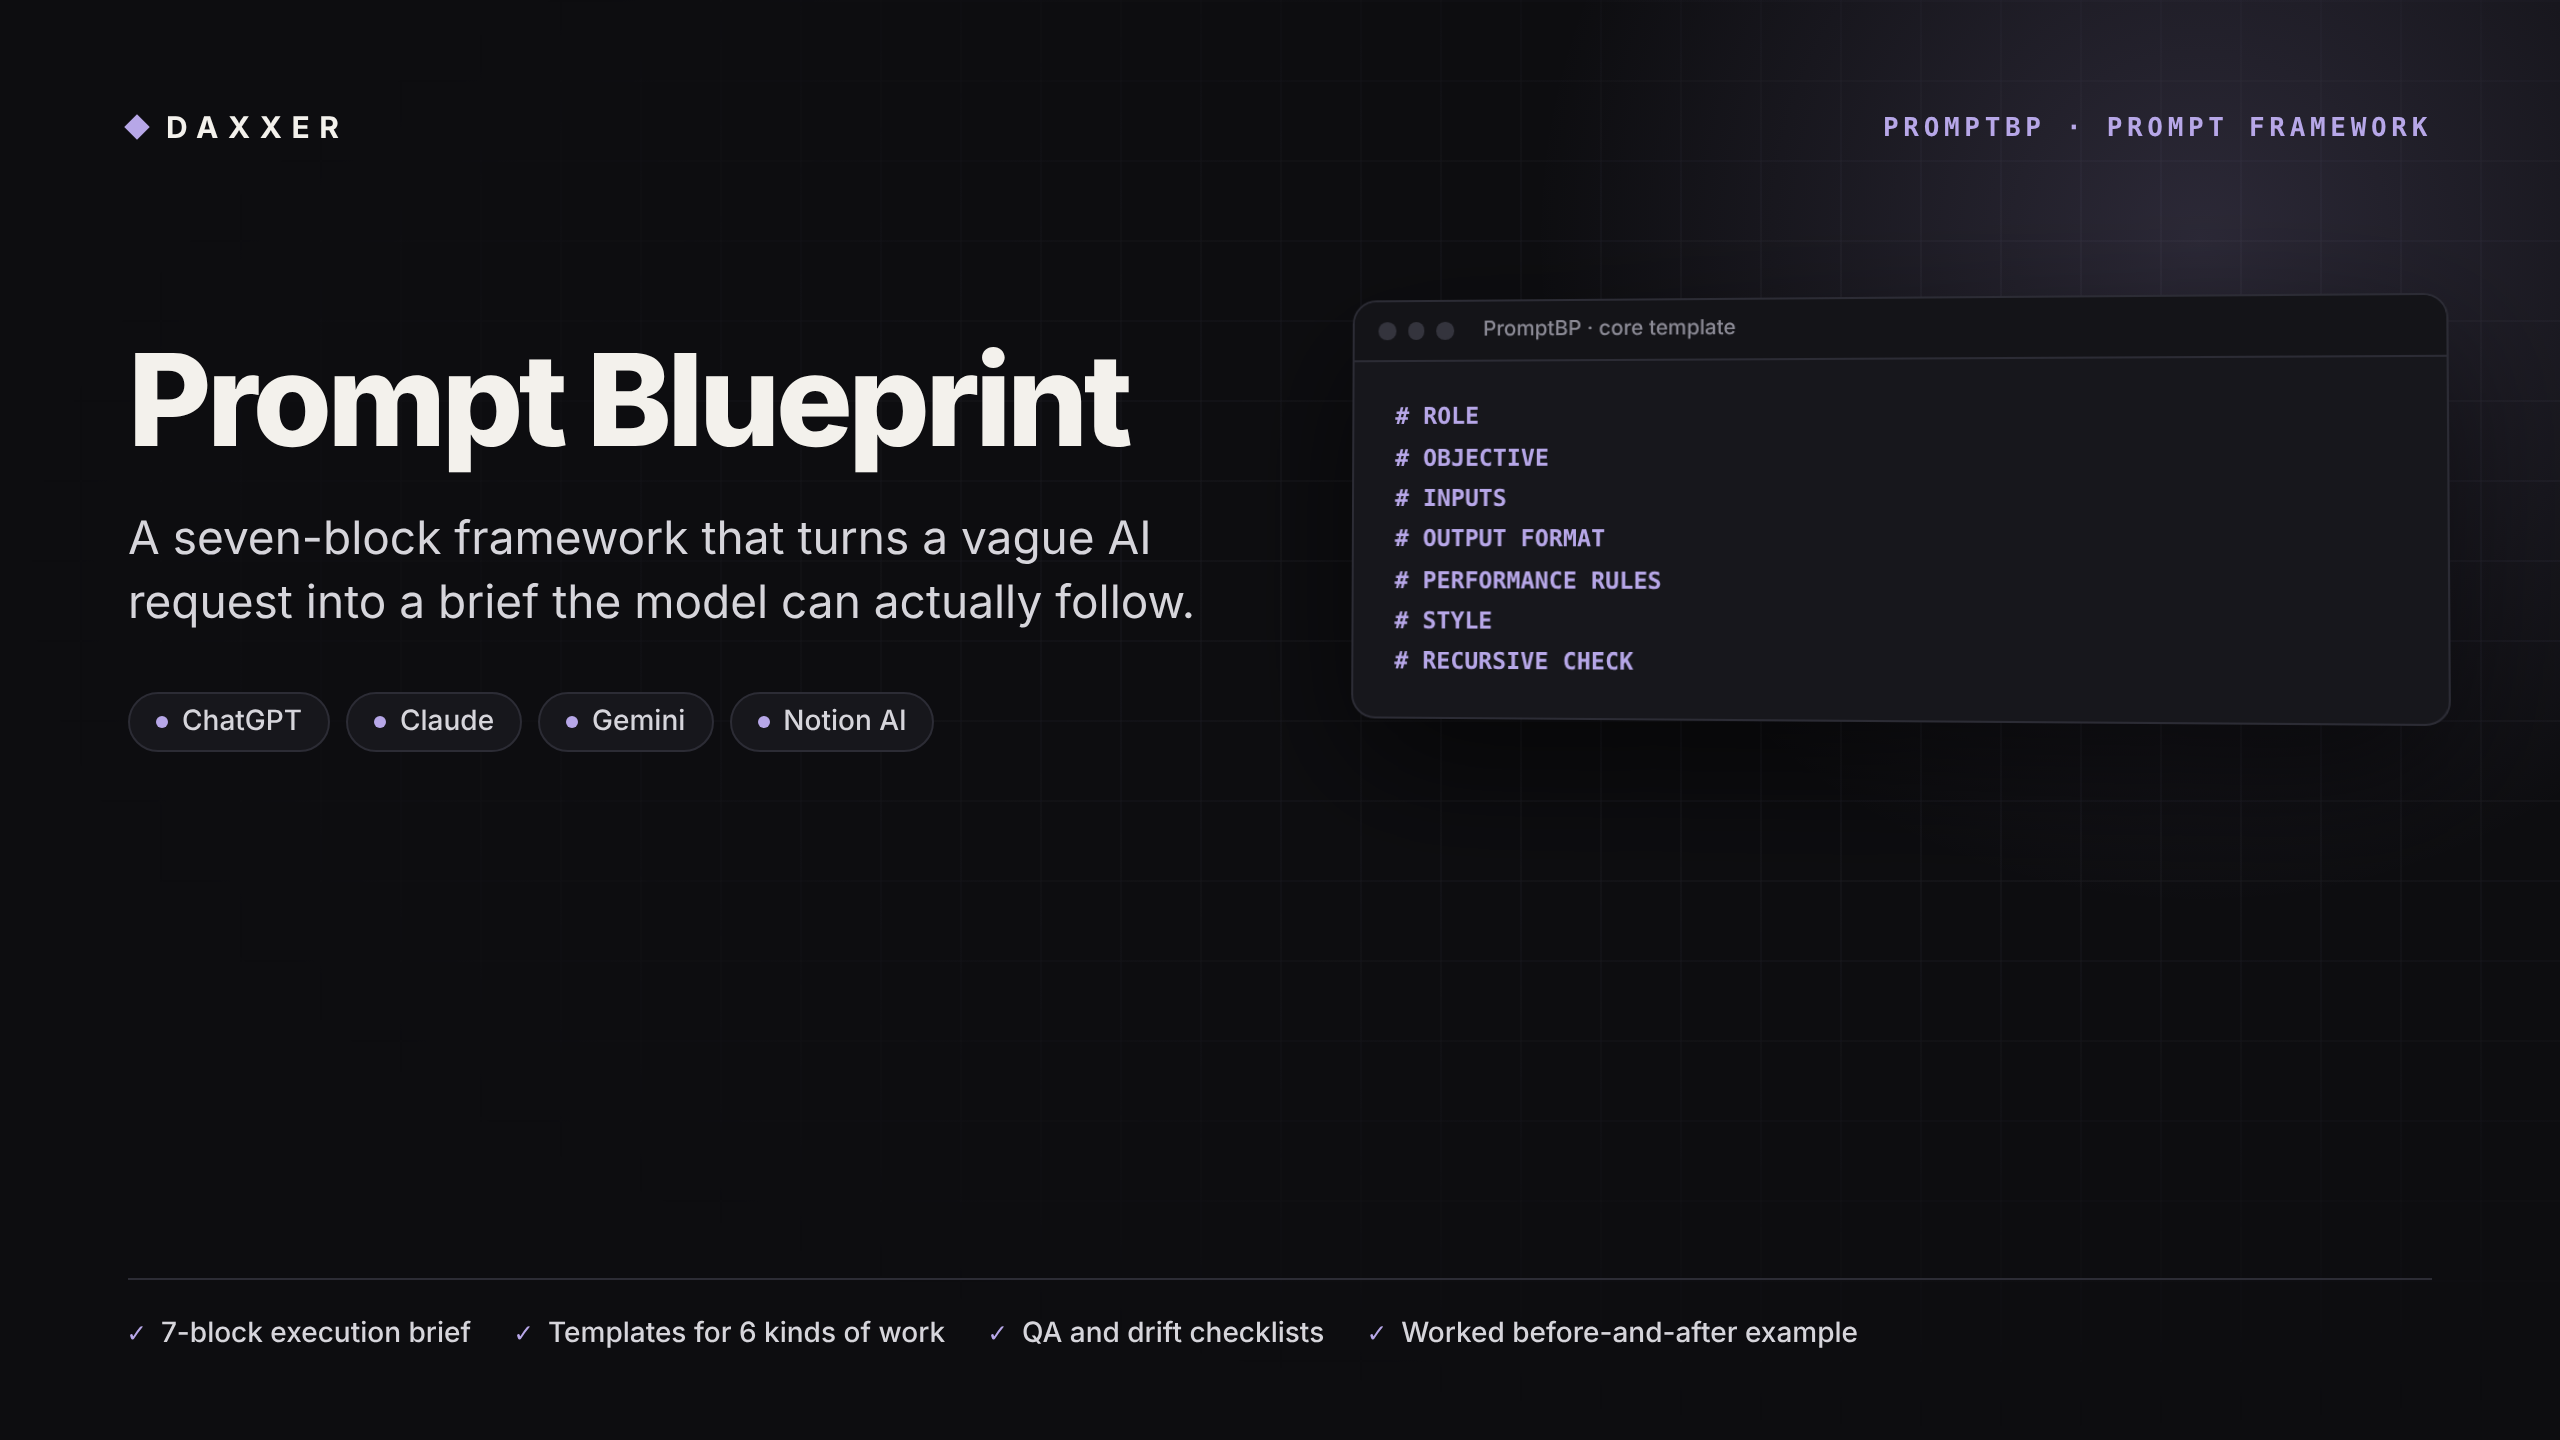 DAXXER
PROMPTBP · PROMPT FRAMEWORK
Prompt Blueprint
A seven-block framework that turns a vague AI
request into a brief the model can actually follow.
ChatGPT
Claude
Gemini
Notion AI
PromptBP · core template
# ROLE
# OBJECTIVE
# INPUTS
# OUTPUT FORMAT
# PERFORMANCE RULES
# STYLE
# RECURSIVE CHECK
✓ 7-block execution brief
✓ Templates for 6 kinds of work
✓ QA and drift checklists
✓ Worked before-and-after example